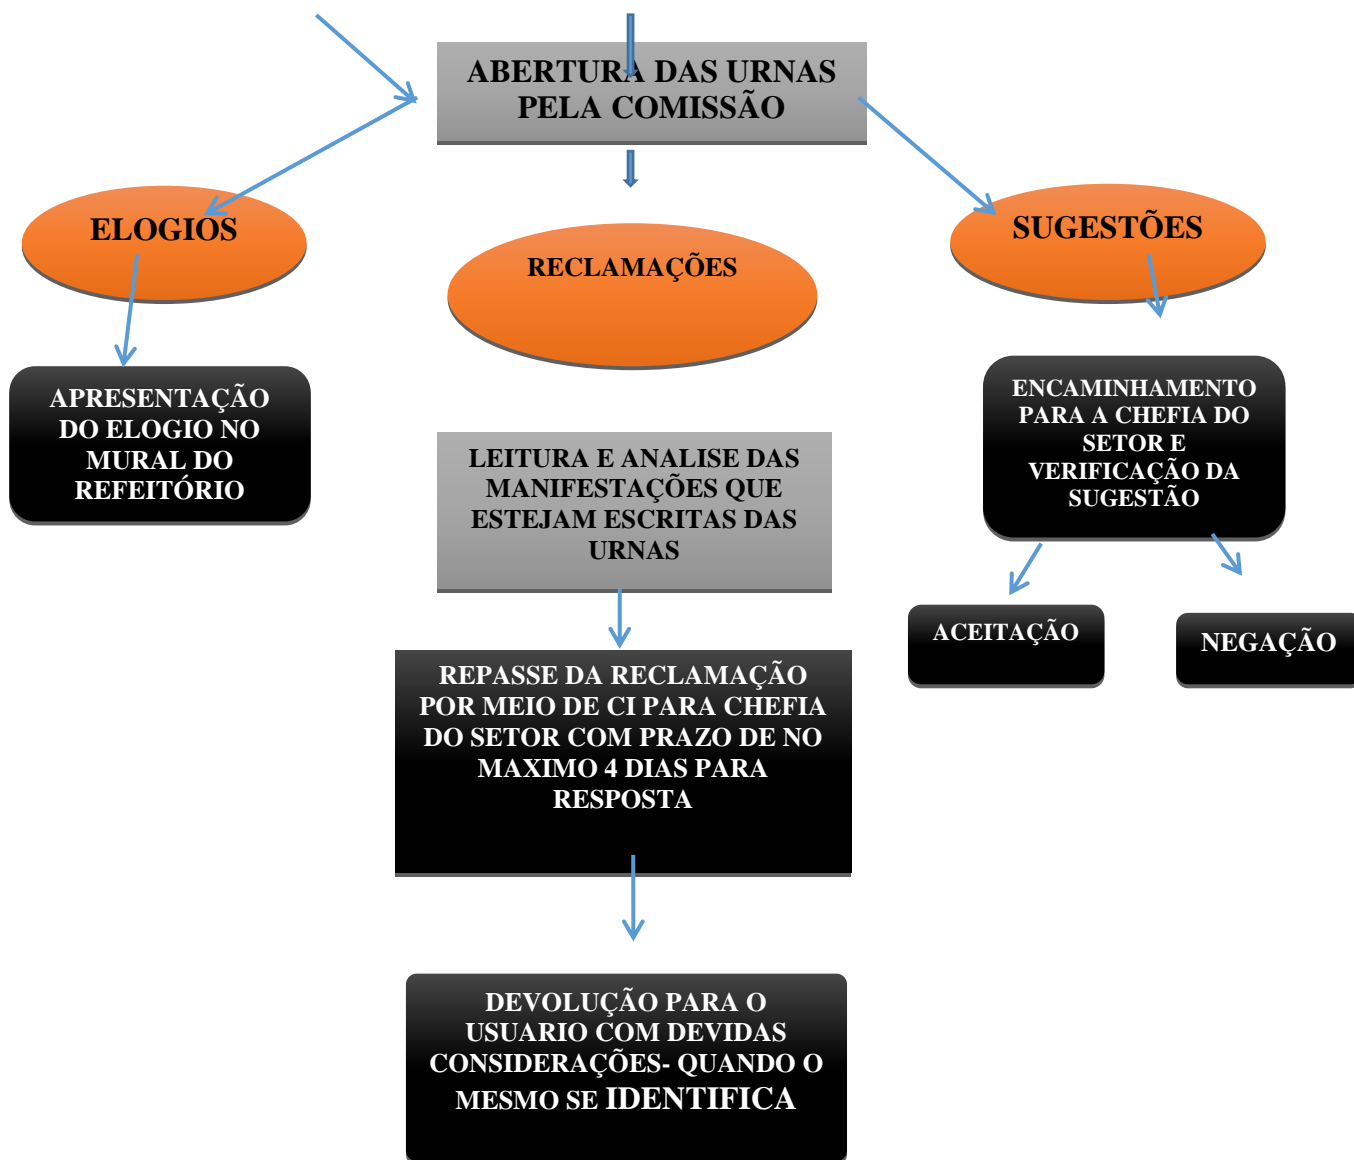 ABERTURA DAS URNAS
PELA COMISSÃO
ELOGIOS
RECLAMAÇÕES
SUGESTÕES
APRESENTAÇÃO
DO ELOGIO NO
MURAL DO
REFEITÓRIO
LEITURA E ANALISE DAS
MANIFESTAÇÕES QUE
ESTEJAM ESCRITAS DAS
URNAS
ENCAMINHAMENTO
PARA A CHEFIA DO
SETOR E
VERIFICAÇÃO DA
SUGESTÃO
ACEITAÇÃO
NEGAÇÃO
REPASSE DA RECLAMAÇÃO
POR MEIO DE CI PARA CHEFIA
DO SETOR COM PRAZO DE NO
MAXIMO 4 DIAS PARA
RESPOSTA
DEVOLUÇÃO PARA O
USUARIO COM DEVIDAS
CONSIDERAÇÕES- QUANDO O
MESMO SE IDENTIFICA